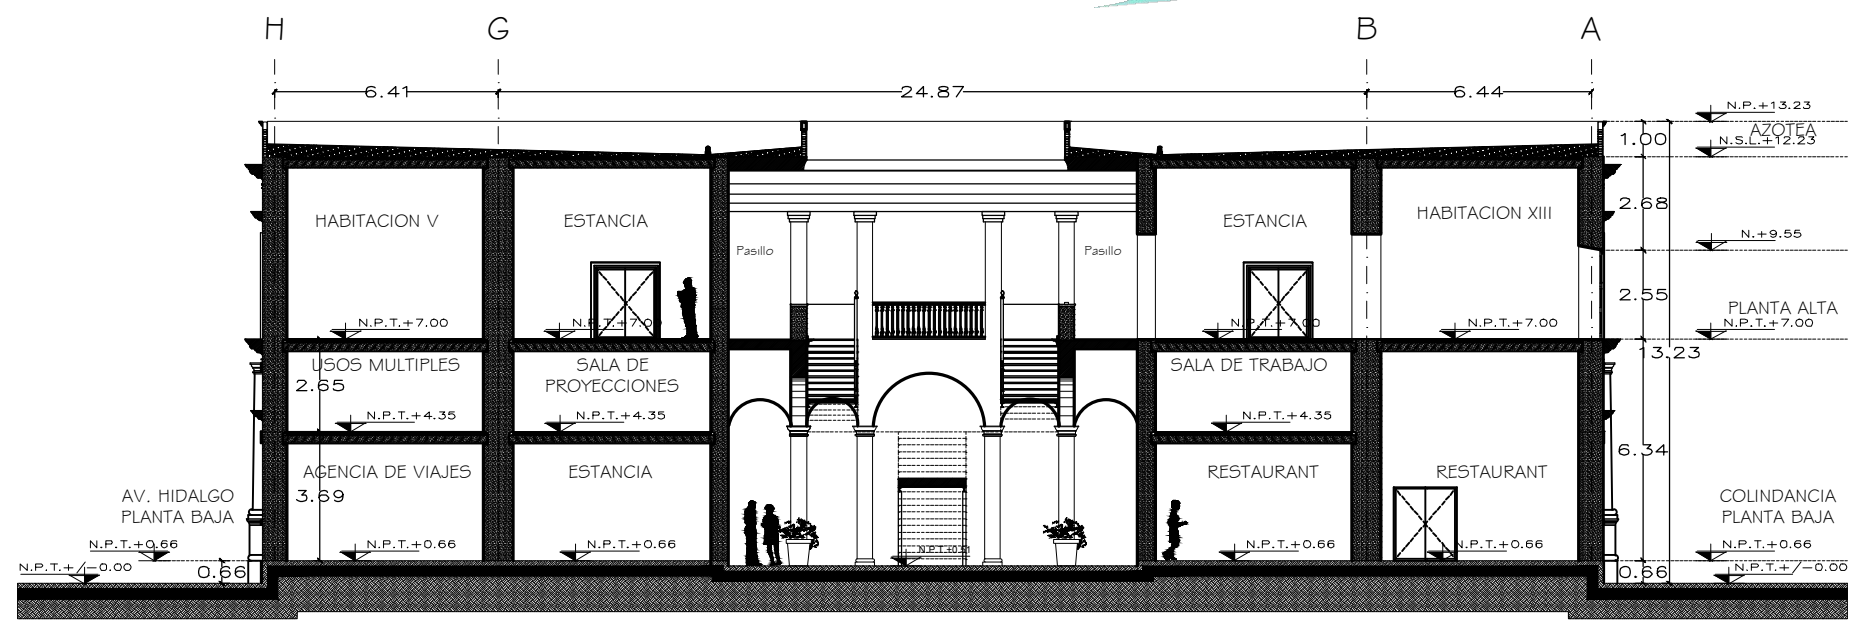 H G B A
6.41 24.87 6.44
N.P.+13.23
AZOTEA
1.00
N.S.L.+12.23
2.68
HABITACION V ESTANCIA ESTANCIA HABITACION XIII
Pasillo Pasillo
N.+9.55
2.55
PLANTA ALTA
N.P.T.+7.00 N.P.T.+7.00 N.P.T.+7.00 N.P.T.+7.00 N.P.T.+7.00
13.23
USOS MULTIPLES SALA DE SALA DE TRABAJO
2.65 PROYECCIONES
N.P.T.+4.35 N.P.T.+4.35 N.P.T.+4.35
6.34
AGENCIA DE VIAJES ESTANCIA RESTAURANT RESTAURANT
3.69
AV. HIDALGO COLINDANCIA
PLANTA BAJA PLANTA BAJA
N.P.T.+0.66 N.P.T.+0.66 N.P.T.+0.66 N.P.T.+0.66 N.P.T.+0.66 N.P.T.+0.66
N.P.T.+/-0.00 0.66 0.66 N.P.T.+/-0.00